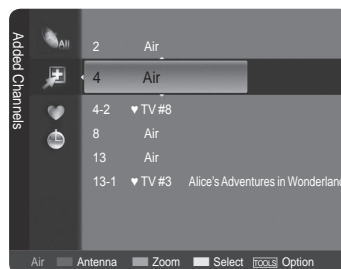 Added Channels
All
2 Air
4 Air
4-2 ♥ TV #8
8 Air
13 Air
13-1 ♥ TV #3 Alice's Adventures in Wonderland
Air Antenna Zoom Select TOOLS Option